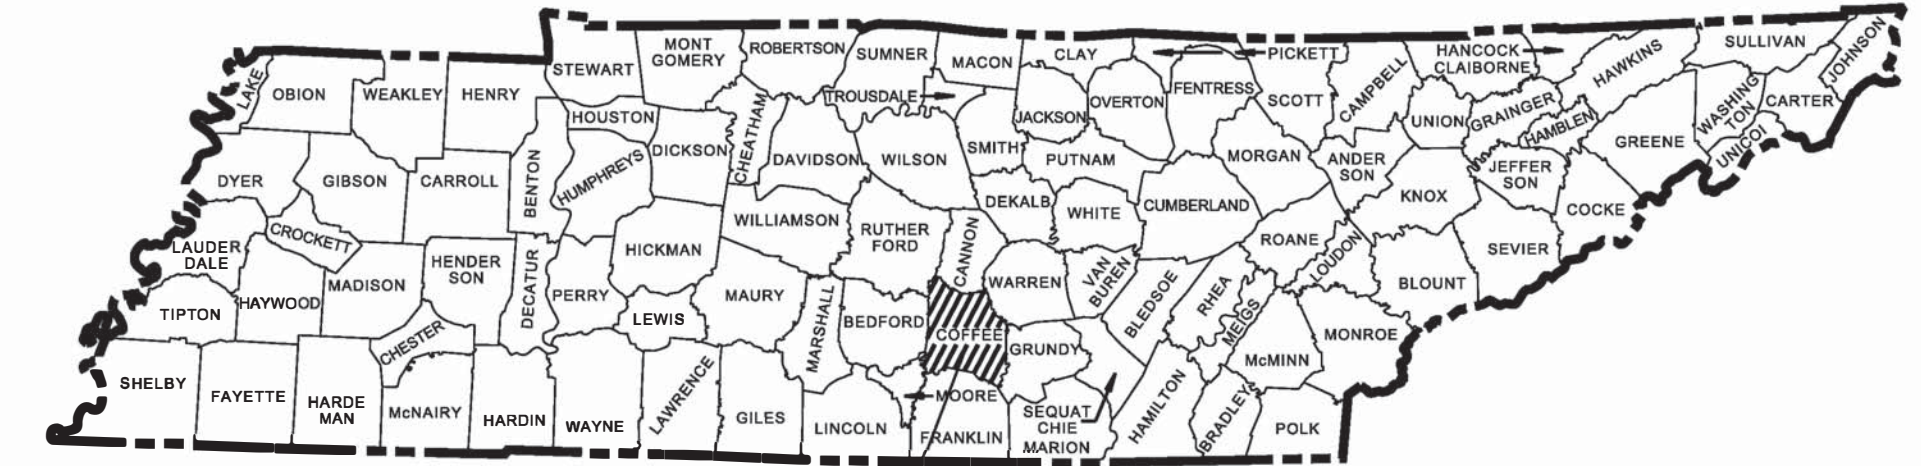 LAKE
OBION
WEAKLEY
HENRY
STEWART
MONT
GOMERY
ROBERTSON
SUMNER
MACON
CLAY
PICKETT
HANCOCK
CLAIBORNE
HAWKINS
SULLIVAN
JOHNSON
TROUSDALE
HOUSTON
CHEATHAM
JACKSON
OVERTON
FENTRESS
SCOTT
CAMPBELL
UNION
GRAINGER
HAMBLEN
WASHING
TON
CARTER
UNICOI
GREENE
DYER
GIBSON
CARROLL
BENTON
HUMPHREYS
DICKSON
DAVIDSON
WILSON
SMITH
PUTNAM
MORGAN
ANDER
SON
KNOX
JEFFER
SON
COCKE
LAUDER
DALE
CROCKETT
MADISON
HENDER
SON
DECATUR
PERRY
HICKMAN
WILLIAMSON
RUTHER
FORD
CANNON
DEKALB
WHITE
CUMBERLAND
ROANE
LOUDON
BLOUNT
SEVIER
TIPTON
HAYWOOD
CHESTER
LEWIS
MAURY
MARSHALL
BEDFORD
COFFEE
WARREN
VAN
BUREN
BLEDSOE
RHEA
MEIGS
McMINN
MONROE
SHELBY
FAYETTE
HARDE
MAN
McNAIRY
HARDIN
WAYNE
LAWRENCE
GILES
LINCOLN
MOORE
FRANKLIN
GRUNDY
SEQUAT
CHIE
MARION
HAMILTON
BRADLEY
POLK